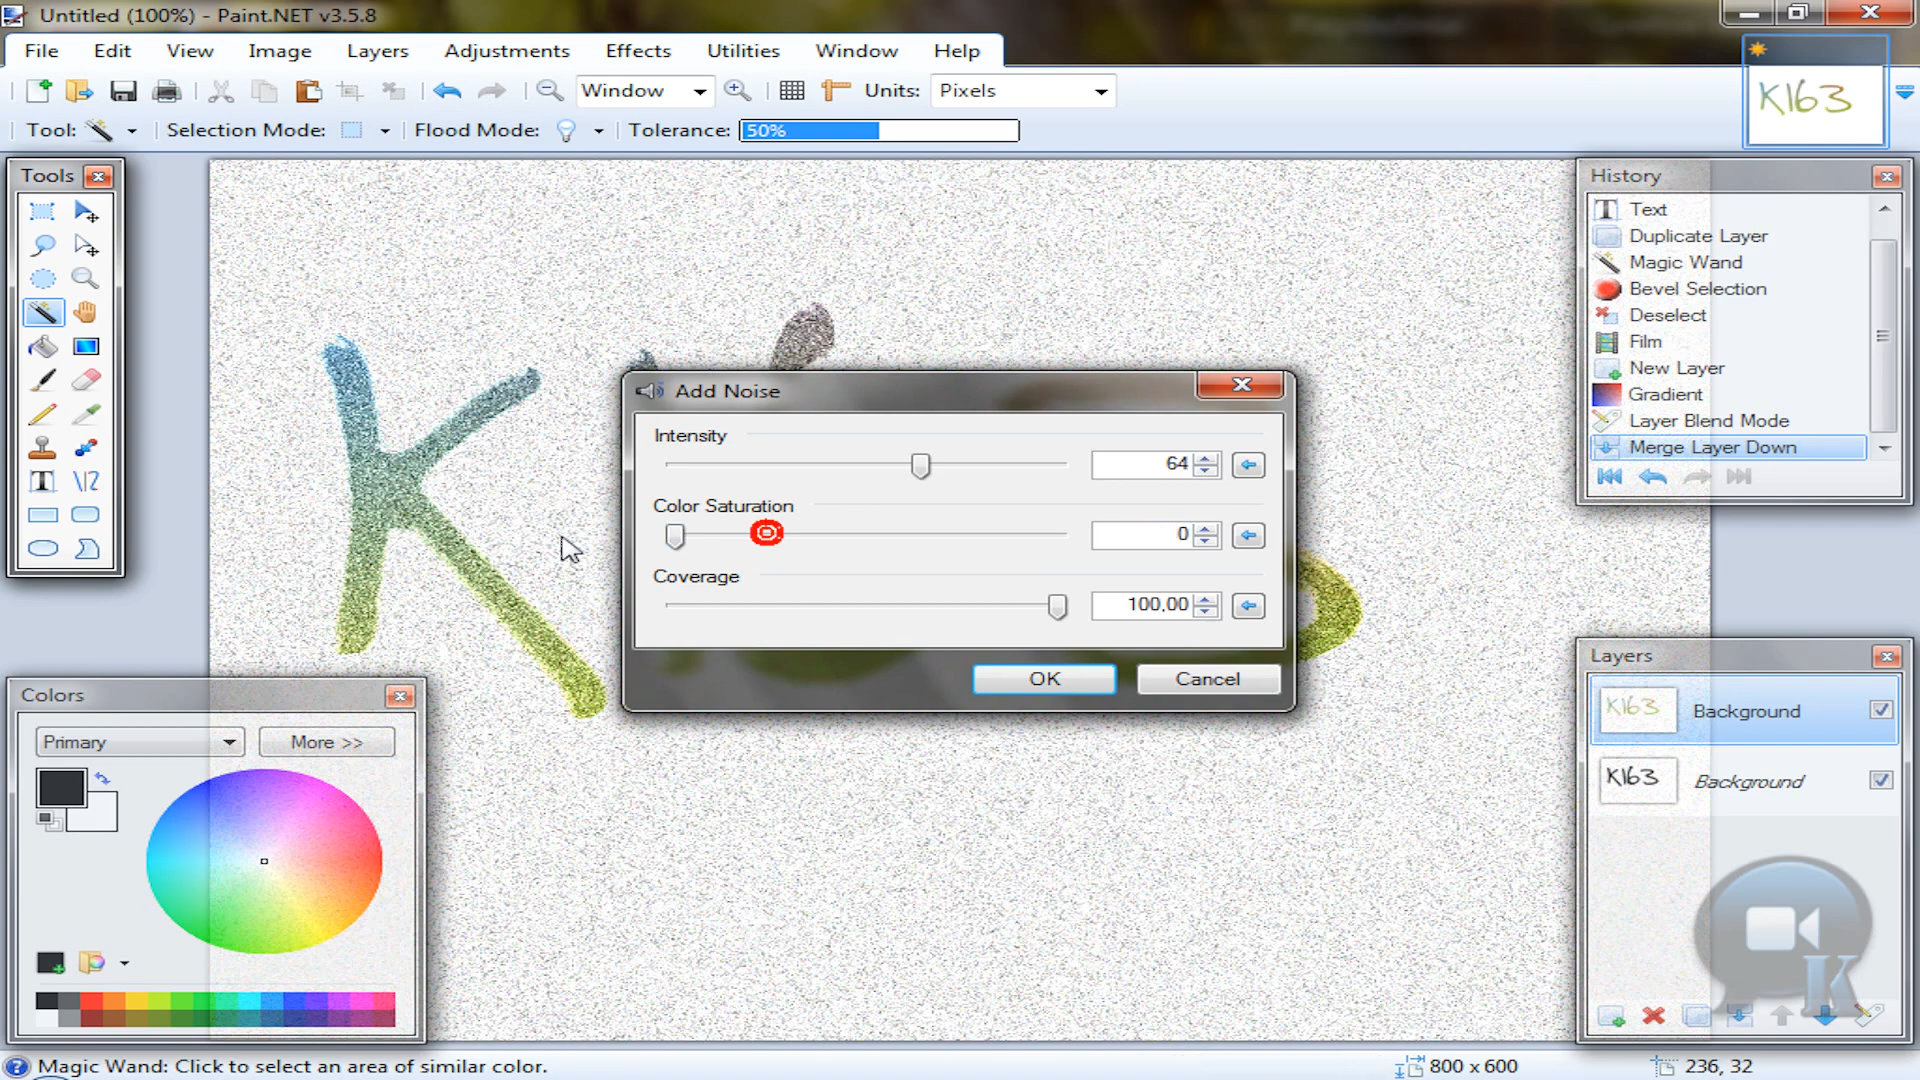 Untitled (100%) - Paint.NET v3.5.8
File Edit View Image Layers Adjustments Effects Utilities Window Help
Window Units: Pixels
K163
Tool: Selection Mode: Flood Mode: Tolerance: 50%
Tools
History
Text
Duplicate Layer
Magic Wand
Bevel Selection
Deselect
Film
New Layer
Gradient
Layer Blend Mode
Merge Layer Down
K
Add Noise
Intensity
64
Color Saturation
0
Coverage
100,00
OK Cancel
Colors
Primary More >>
Layers
K163 Background
K163 Background
K
Magic Wand: Click to select an area of similar color.
800 x 600
236, 32